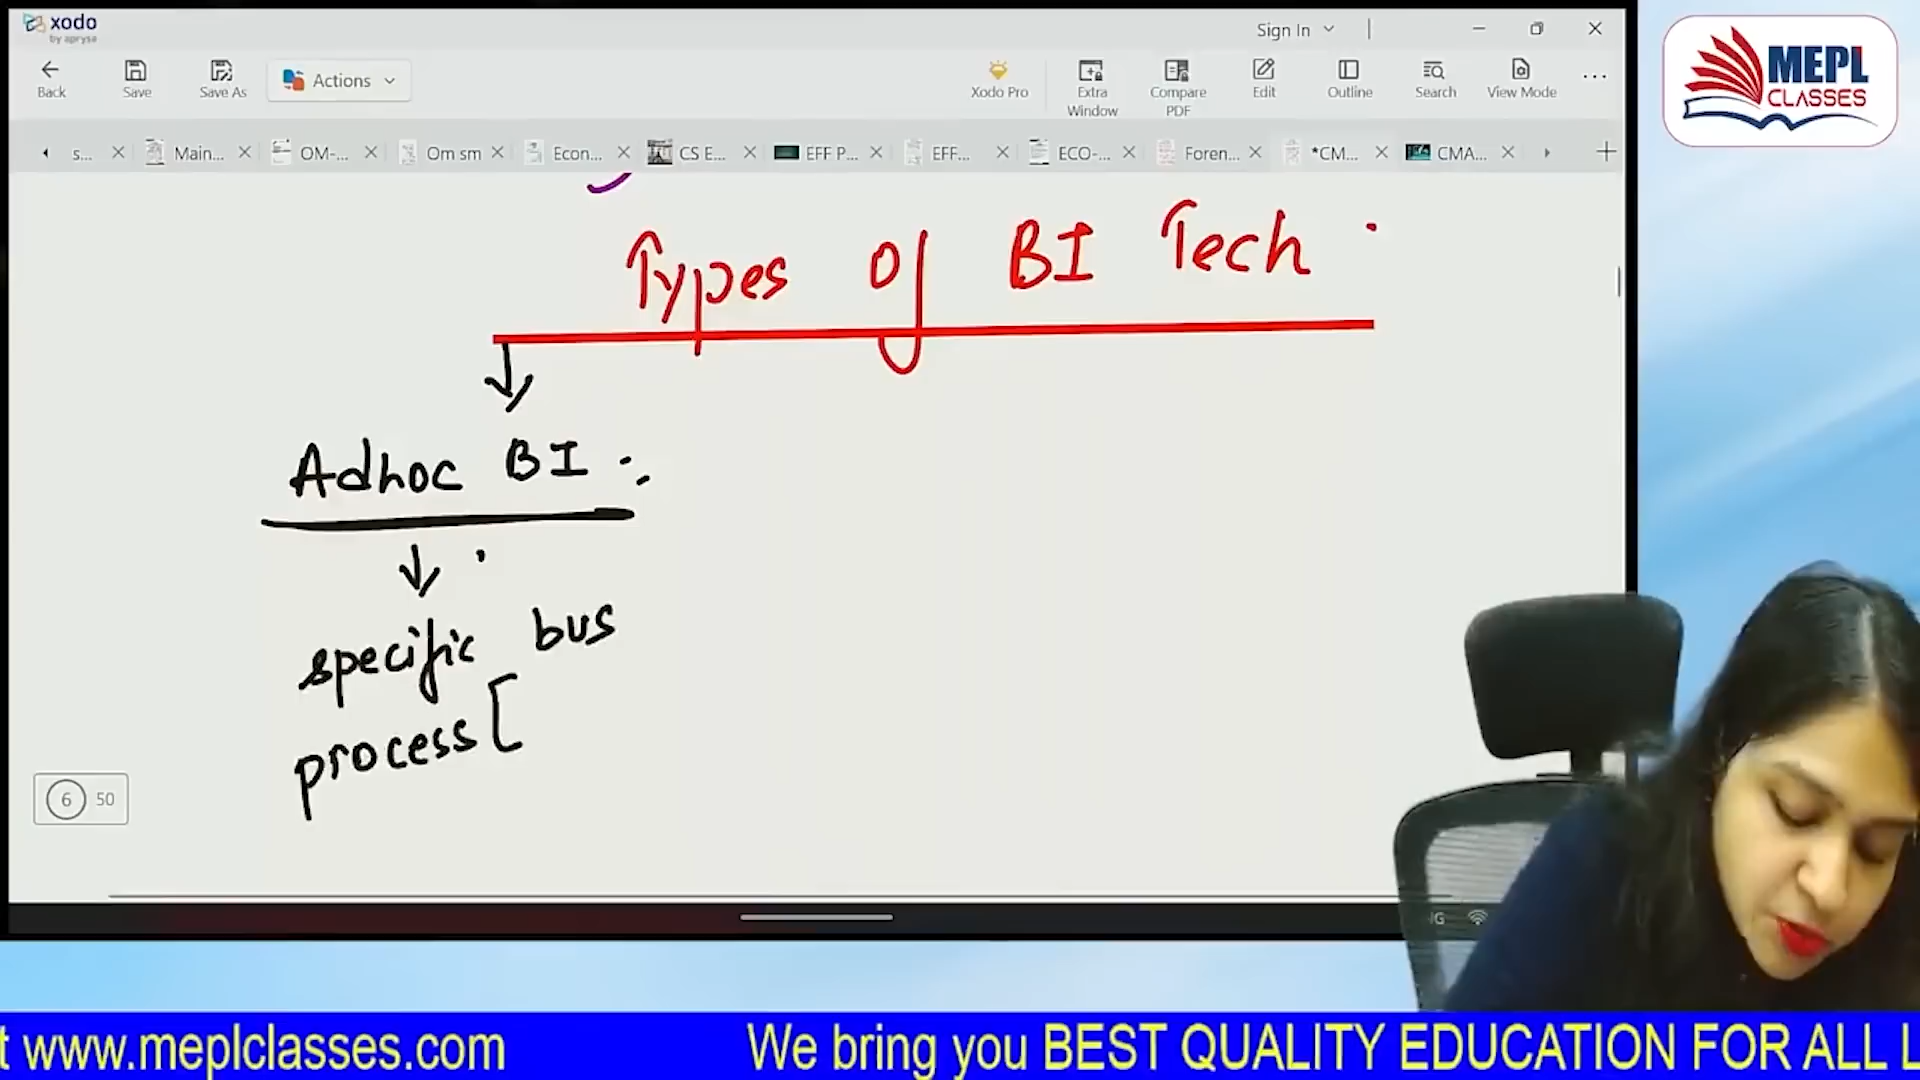 xodo
by apryse
Sign In
Back
Save
Save As
Actions
Xodo Pro
Extra Window
Compare PDF
Edit
Outline
Search
View Mode
s...
Main...
OM-...
Om sm
Econ...
CS E...
EFF P...
EFF...
ECO-...
Foren...
*CM...
CMA...
MEPL
CLASSES
Types Of BI Tech
Adhoc BI :
specific bus
process [
6 50
t www.meplclasses.com We bring you BEST QUALITY EDUCATION FOR ALL L